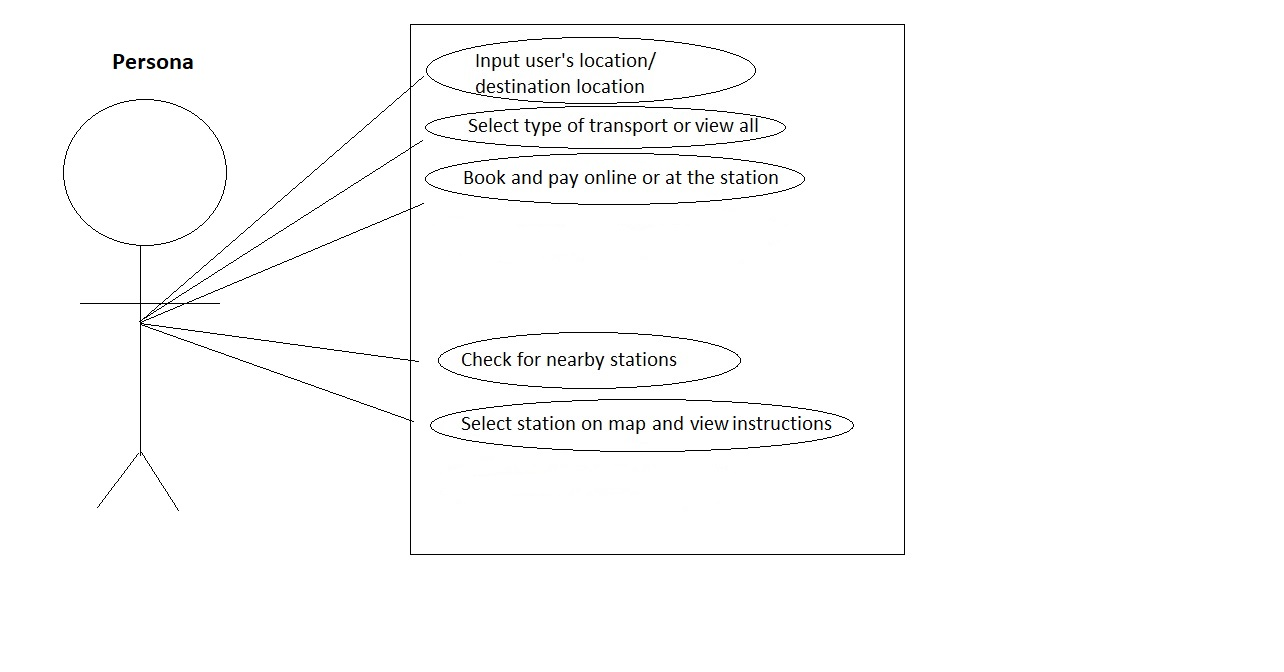 Persona
Input user's location/
destination location
Select type of transport or view all
Book and pay online or at the station
Check for nearby stations
Select station on map and view instructions